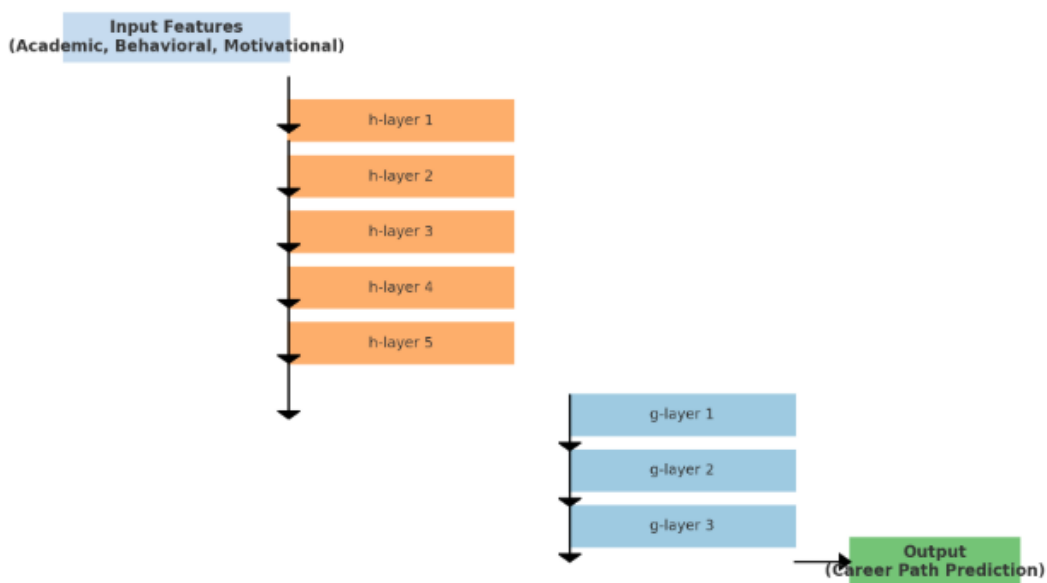 Input Features
(Academic, Behavioral, Motivational)
h-layer 1
h-layer 2
h-layer 3
h-layer 4
h-layer 5
g-layer 1
g-layer 2
g-layer 3
Output
(Career Path Prediction)